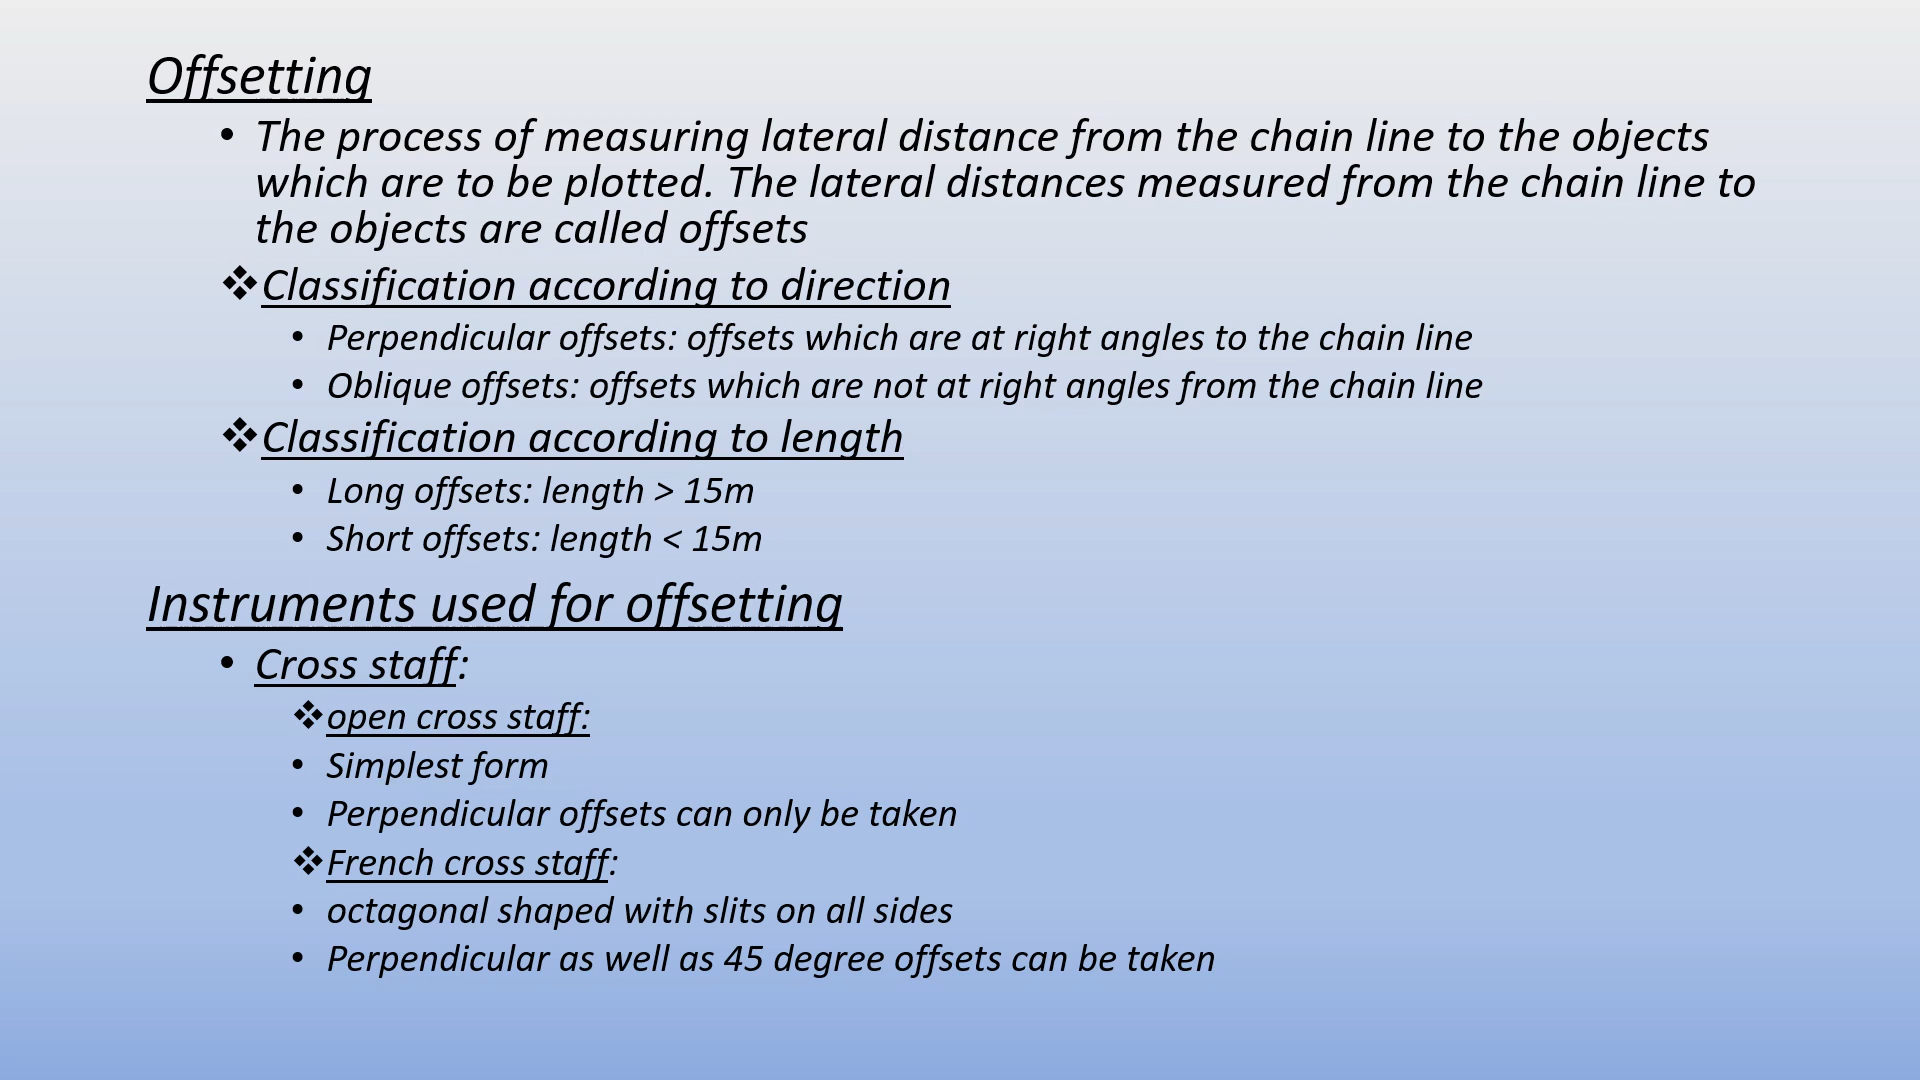 Offsetting
• The process of measuring lateral distance from the chain line to the objects
which are to be plotted. The lateral distances measured from the chain line to
the objects are called offsets
❖Classification according to direction
• Perpendicular offsets: offsets which are at right angles to the chain line
• Oblique offsets: offsets which are not at right angles from the chain line
❖Classification according to length
• Long offsets: length > 15m
• Short offsets: length < 15m
Instruments used for offsetting
• Cross staff:
❖open cross staff:
• Simplest form
• Perpendicular offsets can only be taken
❖French cross staff:
• octagonal shaped with slits on all sides
• Perpendicular as well as 45 degree offsets can be taken